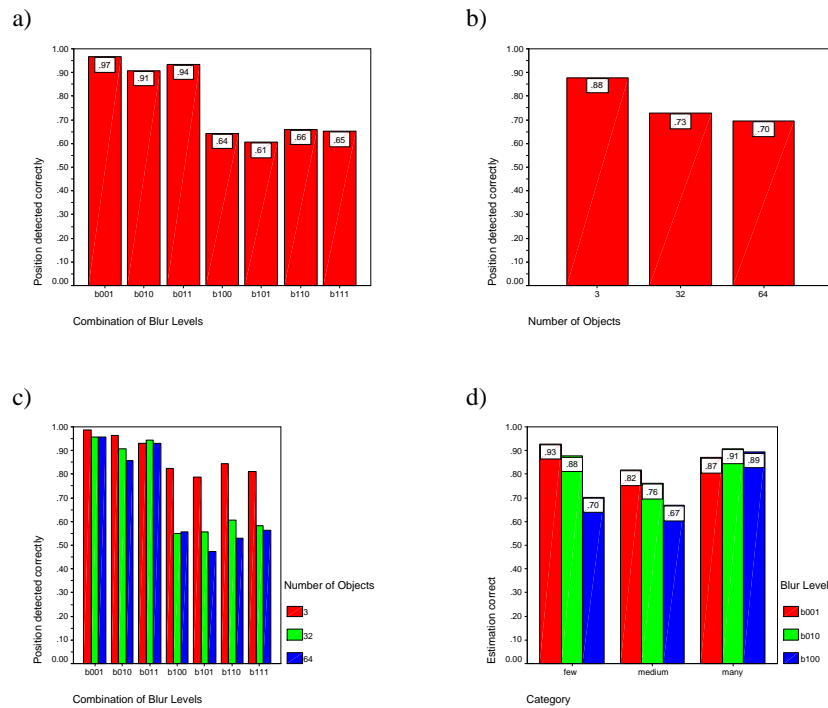 a)
1.00
.90
.80
.70
.60
.50
.40
.30
.20
.10
0.00
Position detected correctly
.97
.91
.94
.64
.61
.66
.65
b001
b010
b011
b100
b101
b110
b111
Combination of Blur Levels
b)
1.00
.90
.80
.70
.60
.50
.40
.30
.20
.10
0.00
Position detected correctly
.88
.73
.70
3
32
64
Number of Objects
c)
1.00
.90
.80
.70
.60
.50
.40
.30
.20
.10
0.00
Position detected correctly
b001
b010
b011
b100
b101
b110
b111
Combination of Blur Levels
Number of Objects
3
32
64
d)
1.00
.90
.80
.70
.60
.50
.40
.30
.20
.10
0.00
Estimation correct
.93
.88
.70
.82
.76
.67
.87
.91
.89
few
medium
many
Category
Blur Level
b001
b010
b100